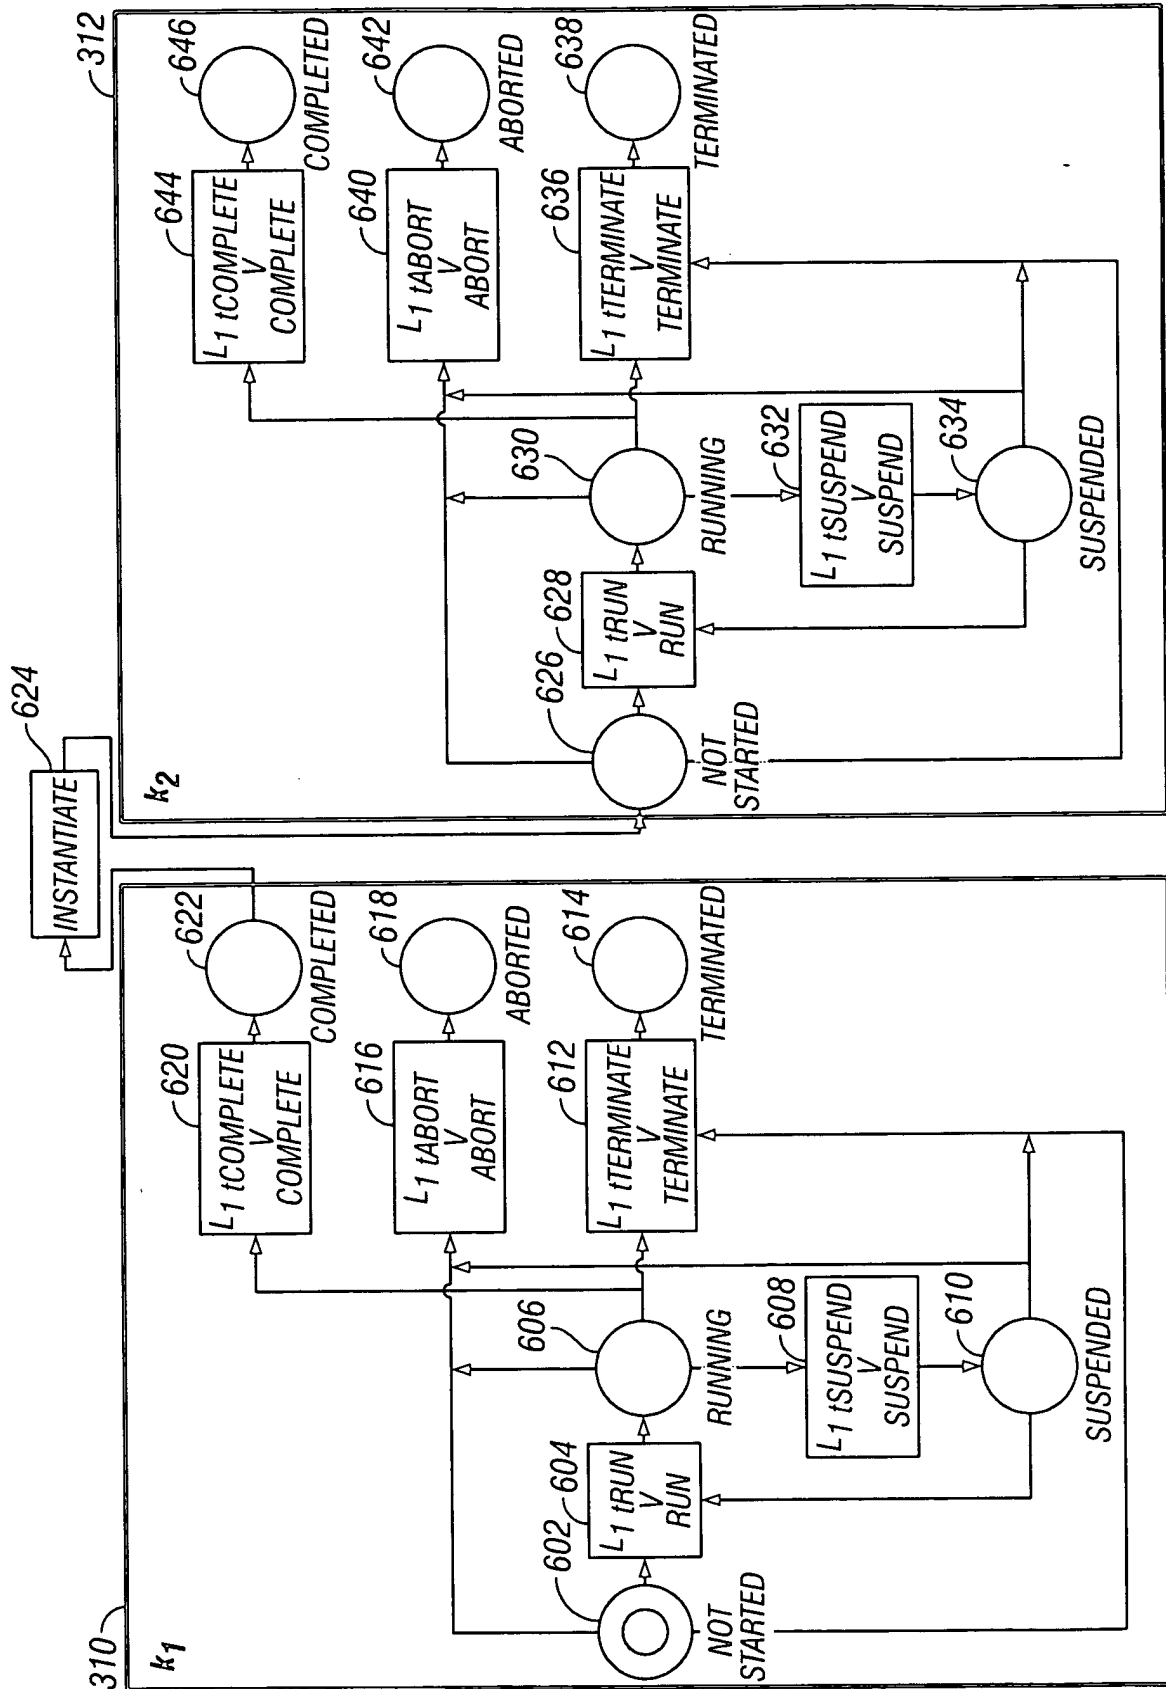 310
k1
602
NOT
STARTED
604
L1 tRUN
V
RUN
606
RUNNING
608
L1 tSUSPEND
V
SUSPEND
610
SUSPENDED
612
L1 tTERMINATE
V
TERMINATE
614
TERMINATED
616
L1 tABORT
V
ABORT
618
ABORTED
620
L1 tCOMPLETE
V
COMPLETE
622
COMPLETED
INSTANTIATE
624
312
k2
626
NOT
STARTED
628
L1 tRUN
V
RUN
630
RUNNING
632
L1 tSUSPEND
V
SUSPEND
634
SUSPENDED
636
L1 tTERMINATE
V
TERMINATE
638
TERMINATED
640
L1 tABORT
V
ABORT
642
ABORTED
644
L1 tCOMPLETE
V
COMPLETE
646
COMPLETED